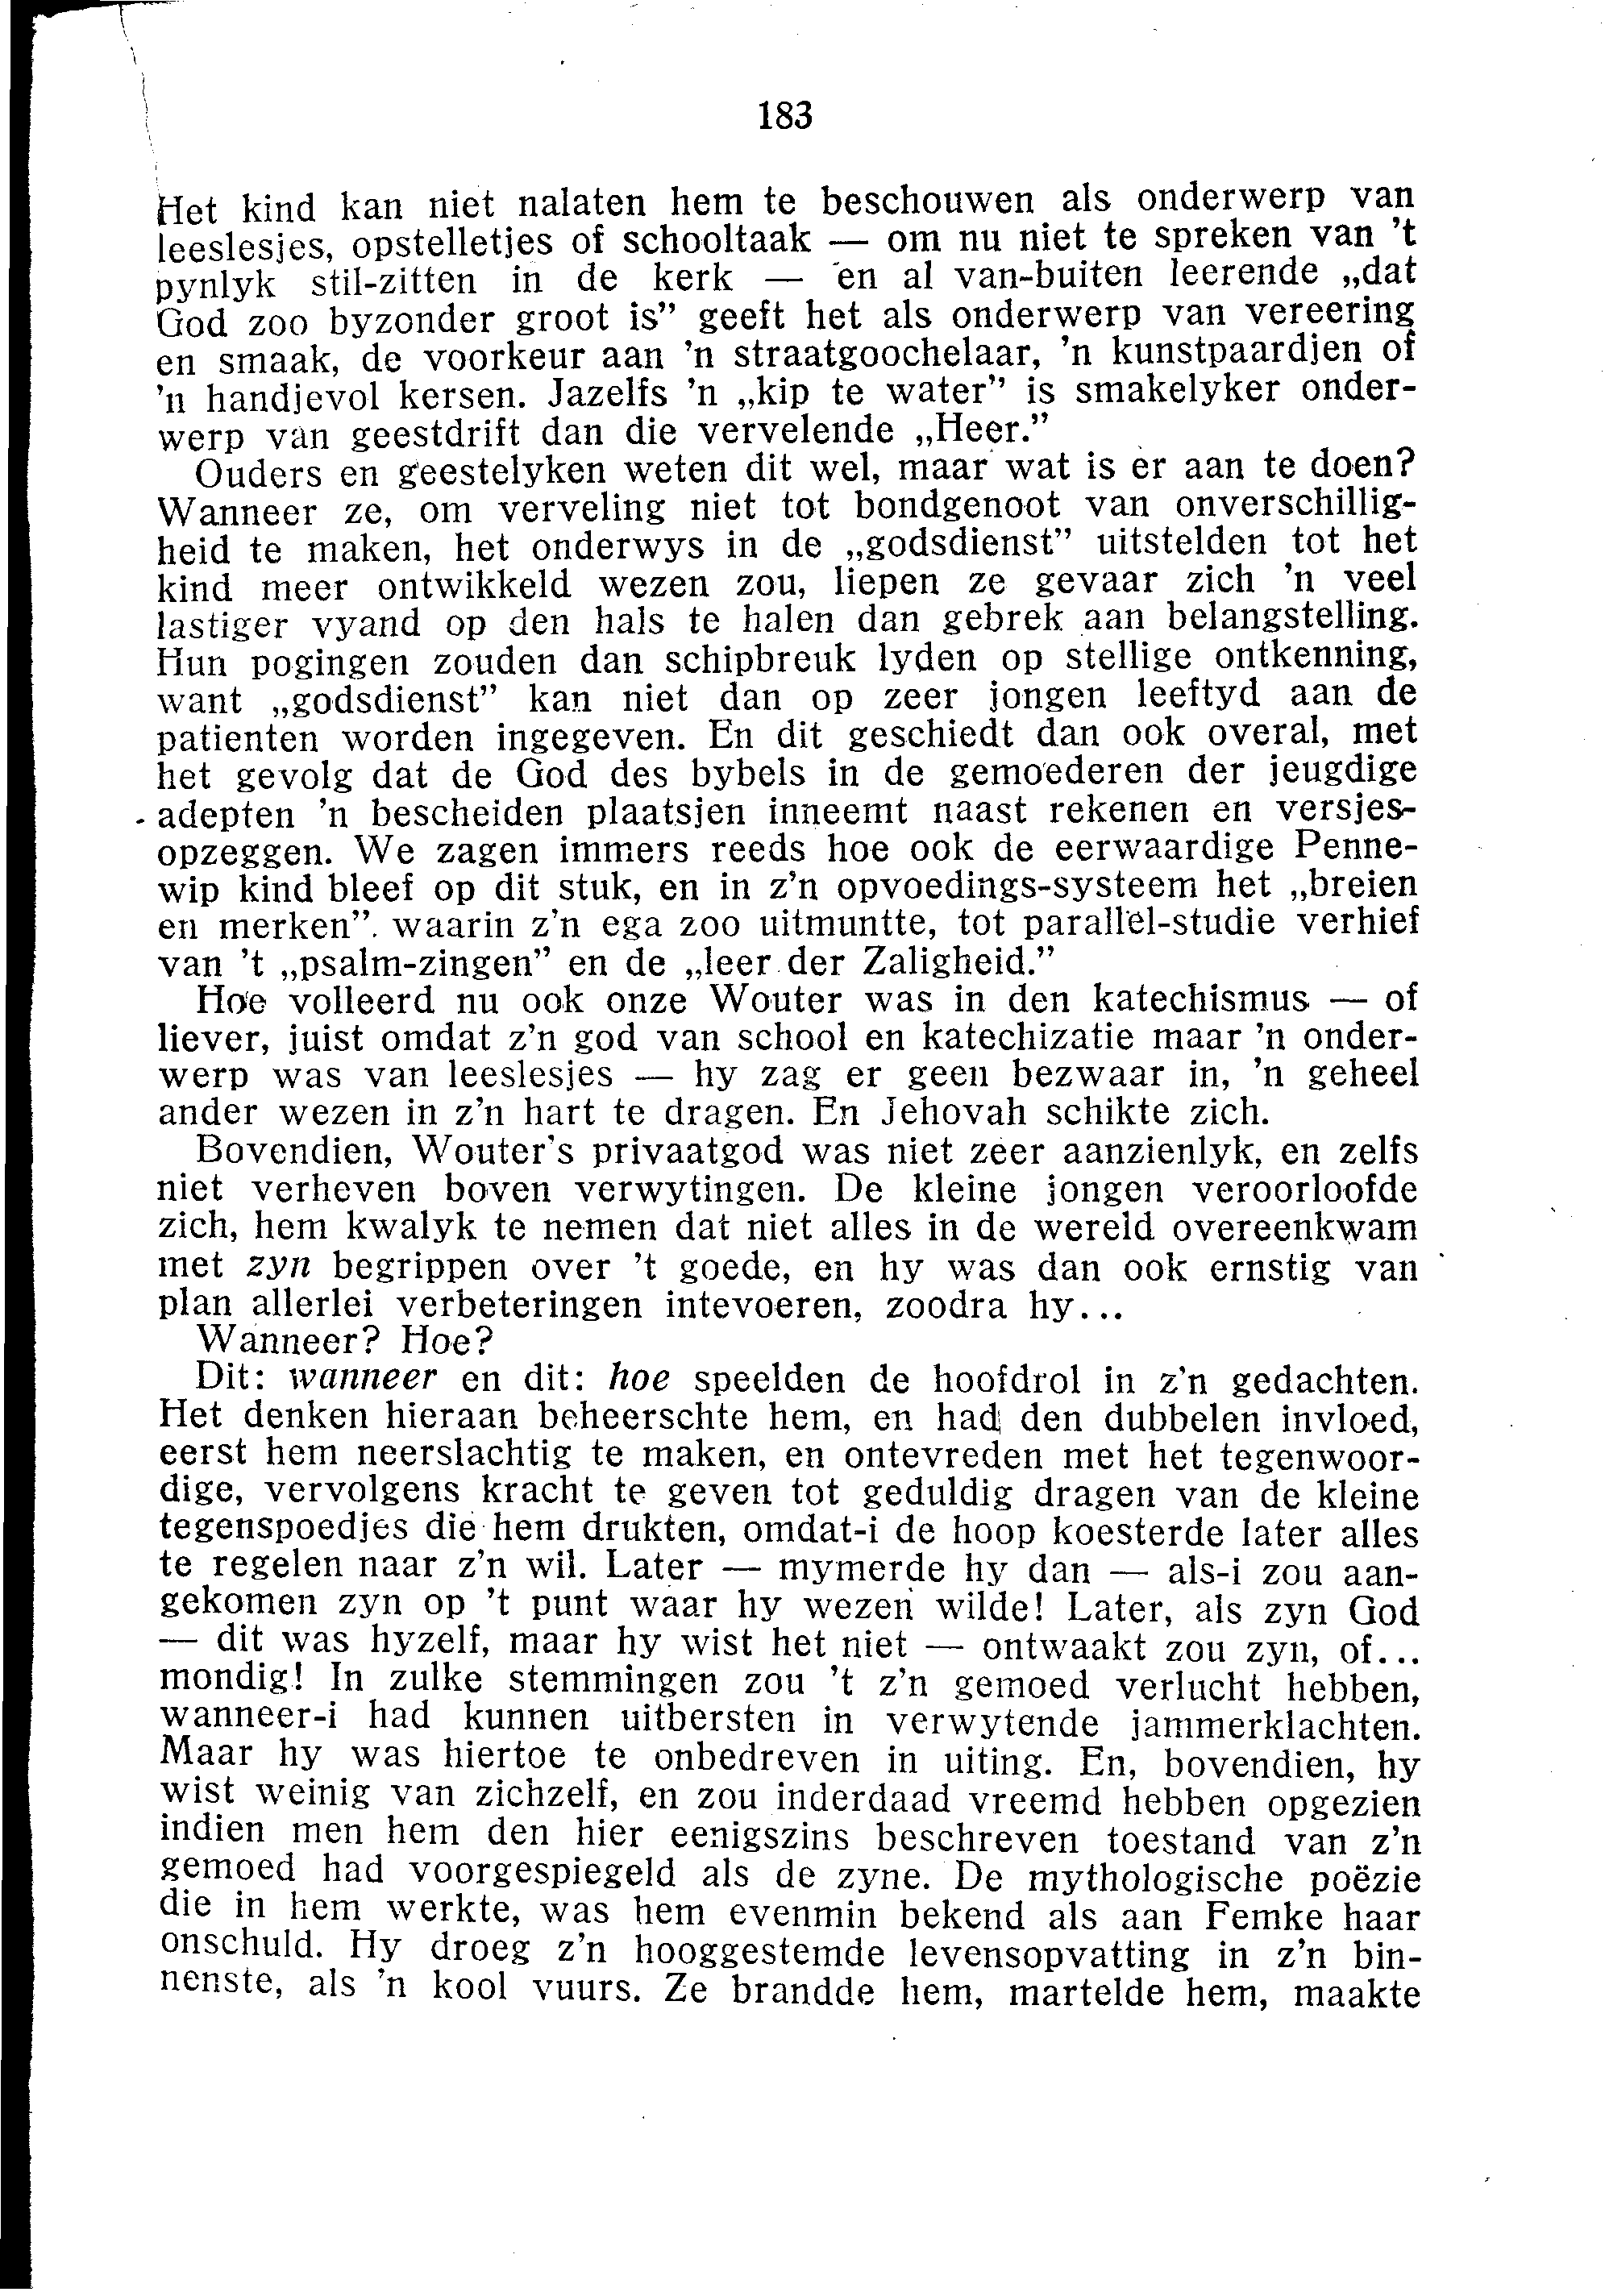 183
Het kind kan niet nalaten hem te beschouwen als onderwerp van
leeslesjes, opstelletjes of schooltaak — om nu niet te spreken van 't
pynlyk stil-zitten in de kerk — en al van-buiten leerende „dat
God zoo byzonder groot is” geeft het als onderwerp van vereering
en smaak, de voorkeur aan 'n straatgoochelaar, 'n kunstpaardjen of
'n handjevol kersen. Jazelfs 'n „kip te water” is smakelyker onder-
werp van geestdrift dan die vervelende „Heer.”
Ouders en geestelyken weten dit wel, maar wat is er aan te doen?
Wanneer ze, om verveling niet tot bondgenoot van onverschillig-
heid te maken, het onderwys in de „godsdienst” uitstelden tot het
kind meer ontwikkeld wezen zou, liepen ze gevaar zich 'n veel
lastiger vyand op den hals te halen dan gebrek aan belangstelling.
Hun pogingen zouden dan schipbreuk lyden op stellige ontkenning,
want „godsdienst” kan niet dan op zeer jongen leeftyd aan de
patienten worden ingegeven. En dit geschiedt dan ook overal, met
het gevolg dat de God des bybels in de gemoederen der jeugdige
adepten 'n bescheiden plaatsjen inneemt naast rekenen en versjes-
opzeggen. We zagen immers reeds hoe ook de eerwaardige Penne-
wip kind bleef op dit stuk, en in z'n opvoedings-systeem het „breien
en merken”. waarin z'n ega zoo uitmuntte, tot parallel-studie verhief
van 't „psalm-zingen” en de „leer der Zaligheid.”
Hoe volleerd nu ook onze Wouter was in den katechismus — of
liever, juist omdat z'n god van school en katechizatie maar 'n onder-
werp was van leeslesjes — hy zag er geen bezwaar in, 'n geheel
ander wezen in z'n hart te dragen. En Jehovah schikte zich.
Bovendien, Wouter's privaatgod was niet zeer aanzienlyk, en zelfs
niet verheven boven verwytingen. De kleine jongen veroorloofde
zich, hem kwalyk te nemen dat niet alles in de wereld overeenkwam
met zyn begrippen over 't goede, en hy was dan ook ernstig van
plan allerlei verbeteringen intevoeren, zoodra hy...
Wanneer? Hoe?
Dit: wanneer en dit: hoe speelden de hoofdrol in z'n gedachten.
Het denken hieraan beheerschte hem, en had den dubbelen invloed,
eerst hem neerslachtig te maken, en ontevreden met het tegenwoor-
dige, vervolgens kracht te geven tot geduldig dragen van de kleine
tegenspoedjes die hem drukten, omdat-i de hoop koesterde later alles
te regelen naar z'n wil. Later — mymerde hy dan — als-i zou aan-
gekomen zyn op 't punt waar hy wezen wilde! Later, als zyn God
— dit was hyzelf, maar hy wist het niet — ontwaakt zou zyn, of...
mondig! In zulke stemmingen zou 't z'n gemoed verlucht hebben,
wanneer-i had kunnen uitbersten in verwytende jammerklachten.
Maar hy was hiertoe te onbedreven in uiting. En, bovendien, hy
wist weinig van zichzelf, en zou inderdaad vreemd hebben opgezien
indien men hem den hier eenigszins beschreven toestand van z'n
gemoed had voorgespiegeld als de zyne. De mythologische poëzie
die in hem werkte, was hem evenmin bekend als aan Femke haar
onschuld. Hy droeg z'n hooggestemde levensopvatting in z'n bin-
nenste, als 'n kool vuurs. Ze brandde hem, martelde hem, maakte